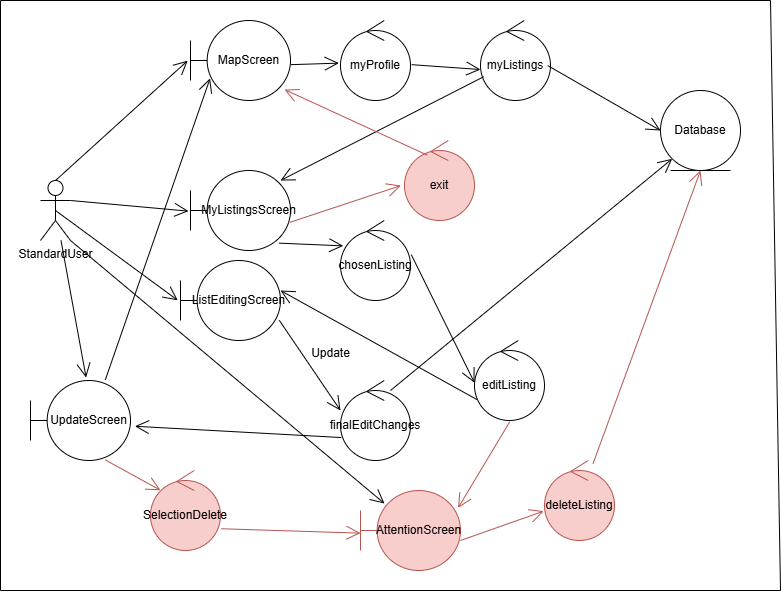 MapScreen
myProfile
myListings
Database
exit
MyListingsScreen
StandardUser
chosenListing
ListEditingScreen
Update
editListing
UpdateScreen
finalEditChanges
SelectionDelete
AttentionScreen
deleteListing